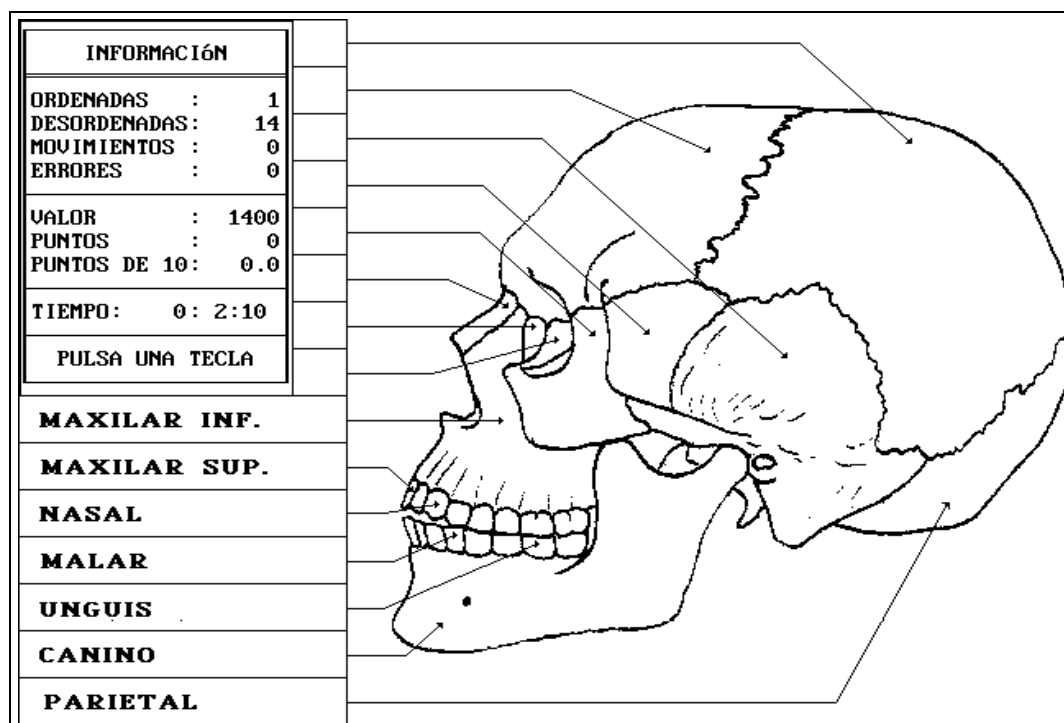 INFORMACIóN
ORDENADAS : 1
DESORDENADAS: 14
MOVIMIENTOS : 0
ERRORES : 0
VALOR : 1400
PUNTOS : 0
PUNTOS DE 10: 0.0
TIEMPO: 0: 2:10
PULSA UNA TECLA
MAXILAR INF.
MAXILAR SUP.
NASAL
MALAR
UNGUIS
CANINO
PARIETAL